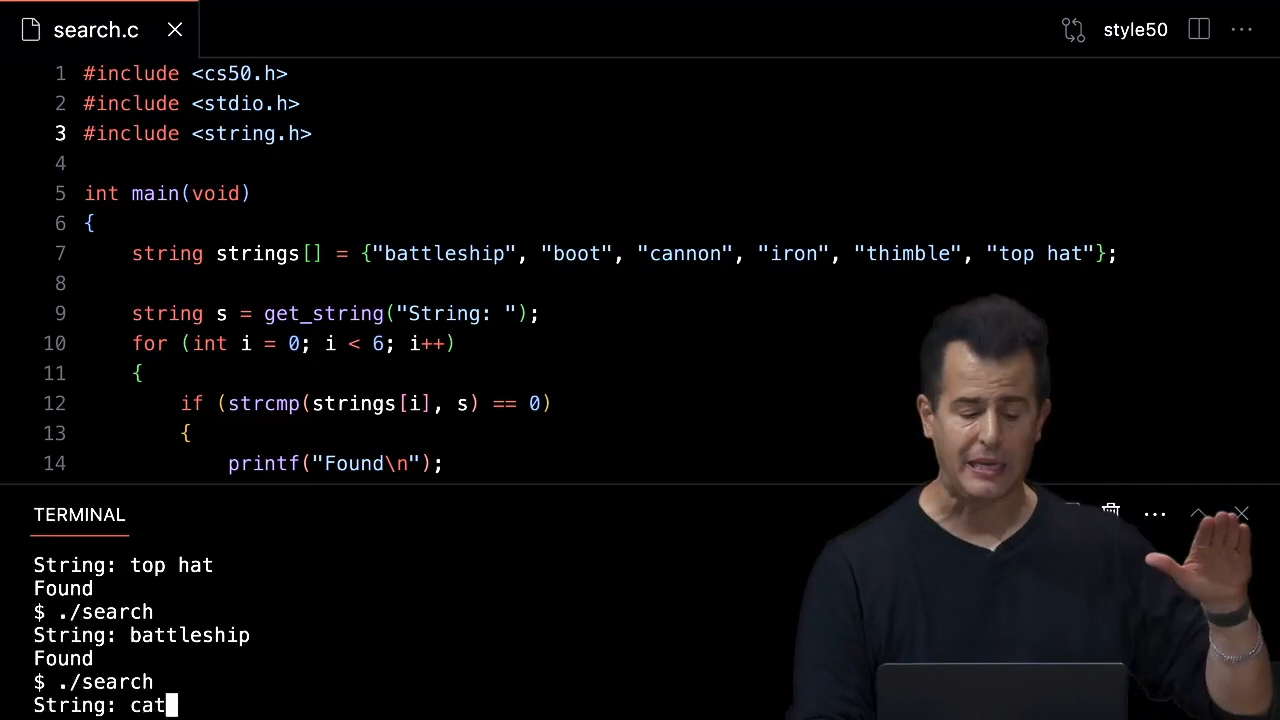 search.c
style50
1 #include <cs50.h>
2 #include <stdio.h>
3 #include <string.h>
4
5 int main(void)
6 {
7     string strings[] = {"battleship", "boot", "cannon", "iron", "thimble", "top hat"};
8
9     string s = get_string("String: ");
10     for (int i = 0; i < 6; i++)
11     {
12         if (strcmp(strings[i], s) == 0)
13         {
14             printf("Found\n");
TERMINAL
String: top hat
Found
$ ./search
String: battleship
Found
$ ./search
String: cat